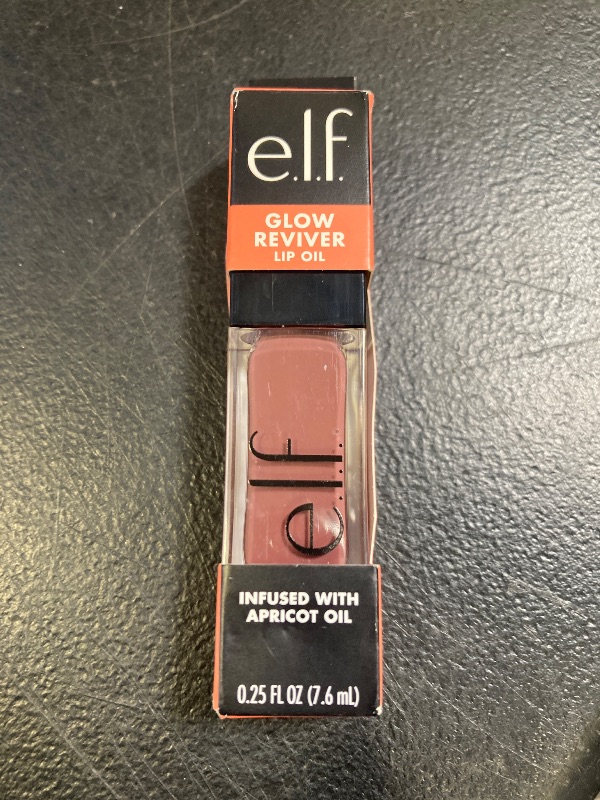 e.l.f.
GLOW
REVIVER
LIP OIL
e.l.f.
INFUSED WITH
APRICOT OIL
0.25 FL OZ (7.6 mL)